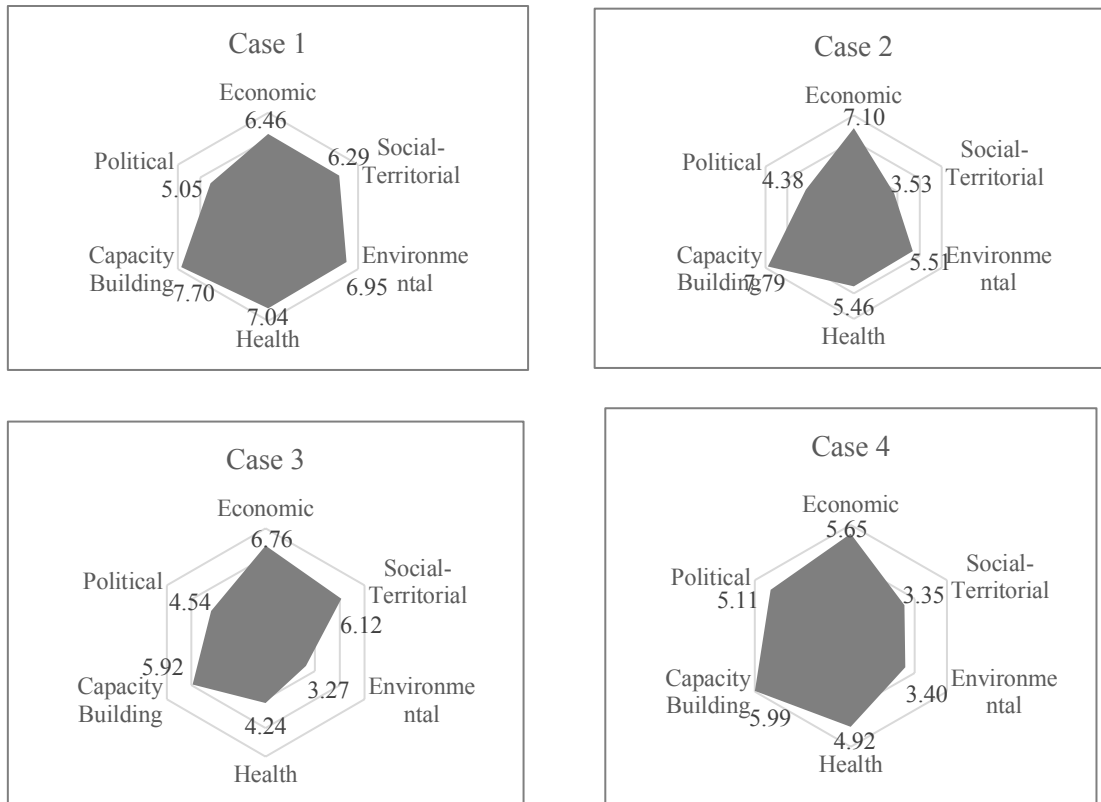 Case 1
Economic
6.46
Political
5.05
6.29
Social-
Territorial
Capacity
Building
7.70
Environme
ntal
6.95
7.04
Health
Case 2
Economic
7.10
Political
4.38
Social-
Territorial
3.53
Capacity
Building
7.79
Environme
ntal
5.51
5.46
Health
Case 3
Economic
6.76
Political
4.54
Social-
Territorial
6.12
5.92
Capacity
Building
Environme
ntal
3.27
4.24
Health
Case 4
Economic
5.65
Political
5.11
Social-
Territorial
3.35
Capacity
Building
5.99
Environme
ntal
3.40
4.92
Health